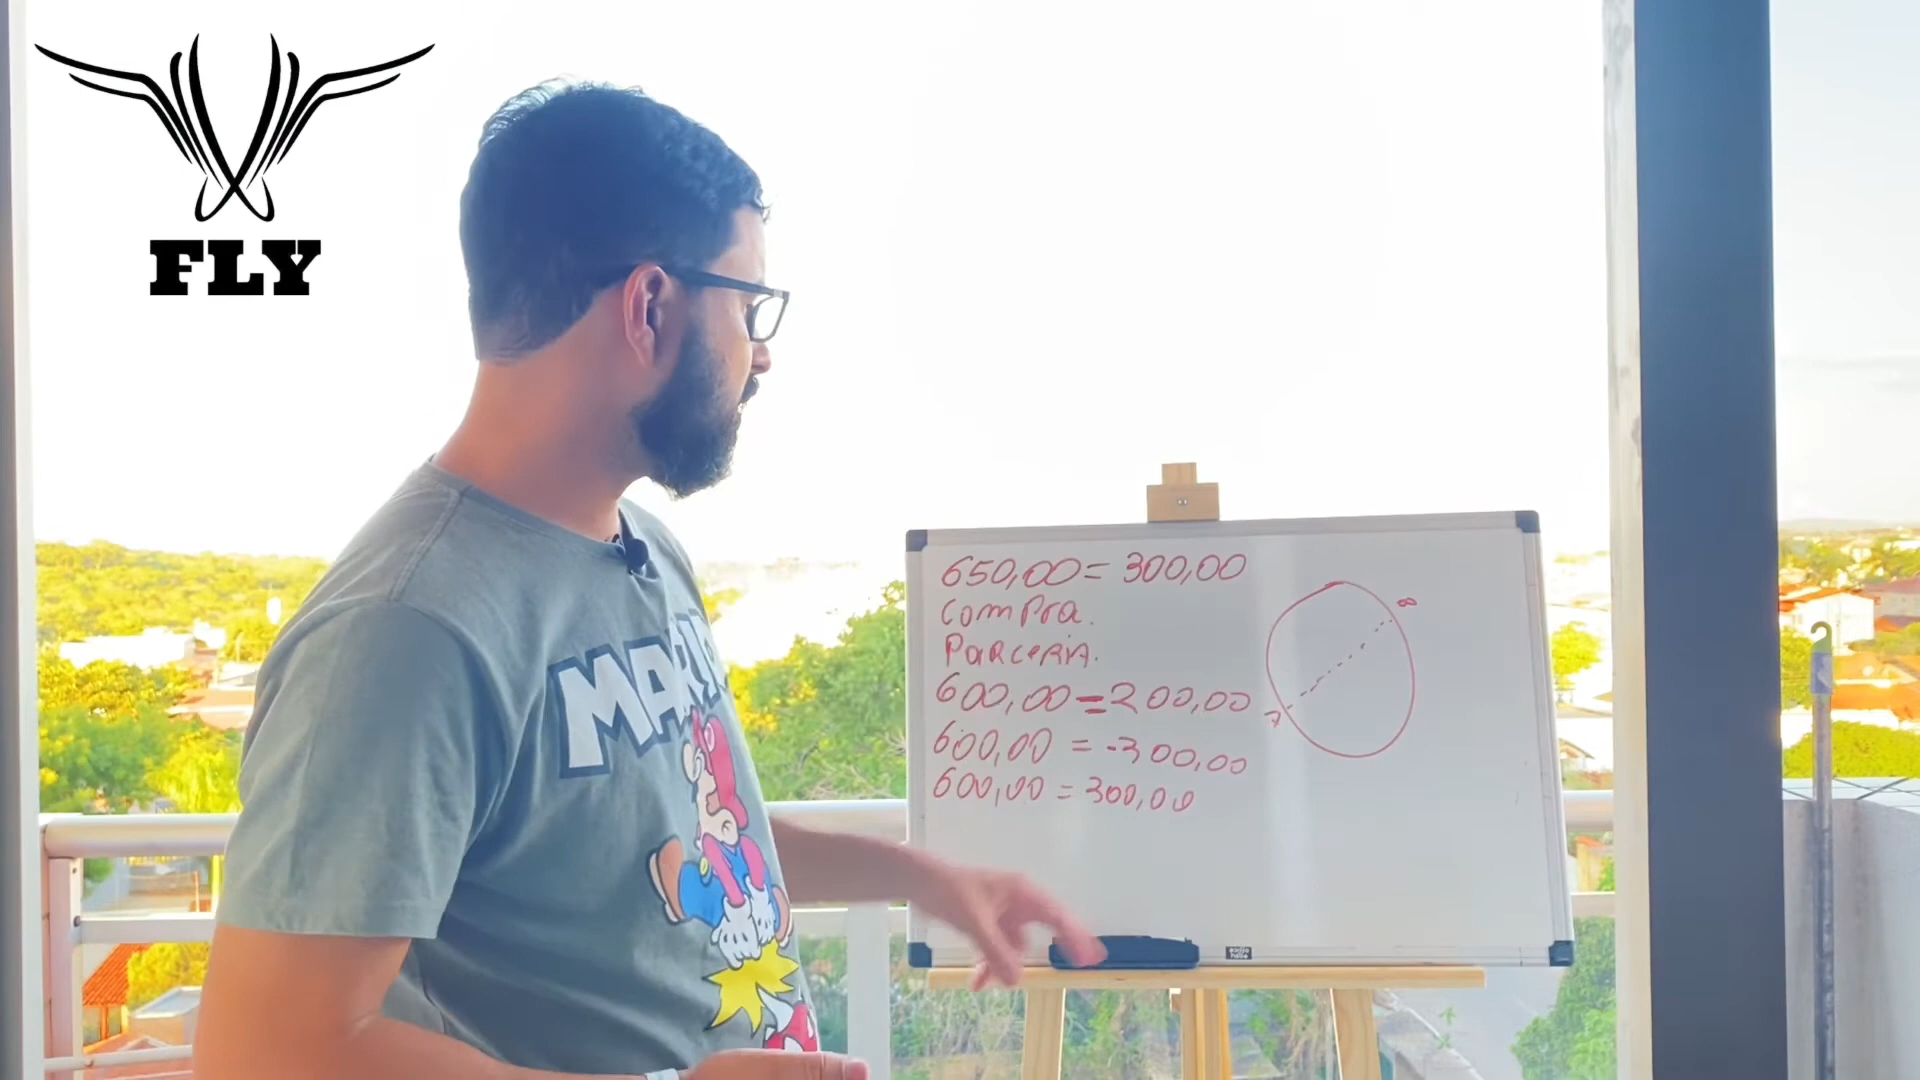 FLY
MARIO
650,00 = 300,00
Compra.
Parceria.
600,00 = 200,00
600,00 = -300,00
600,00 = 300,00